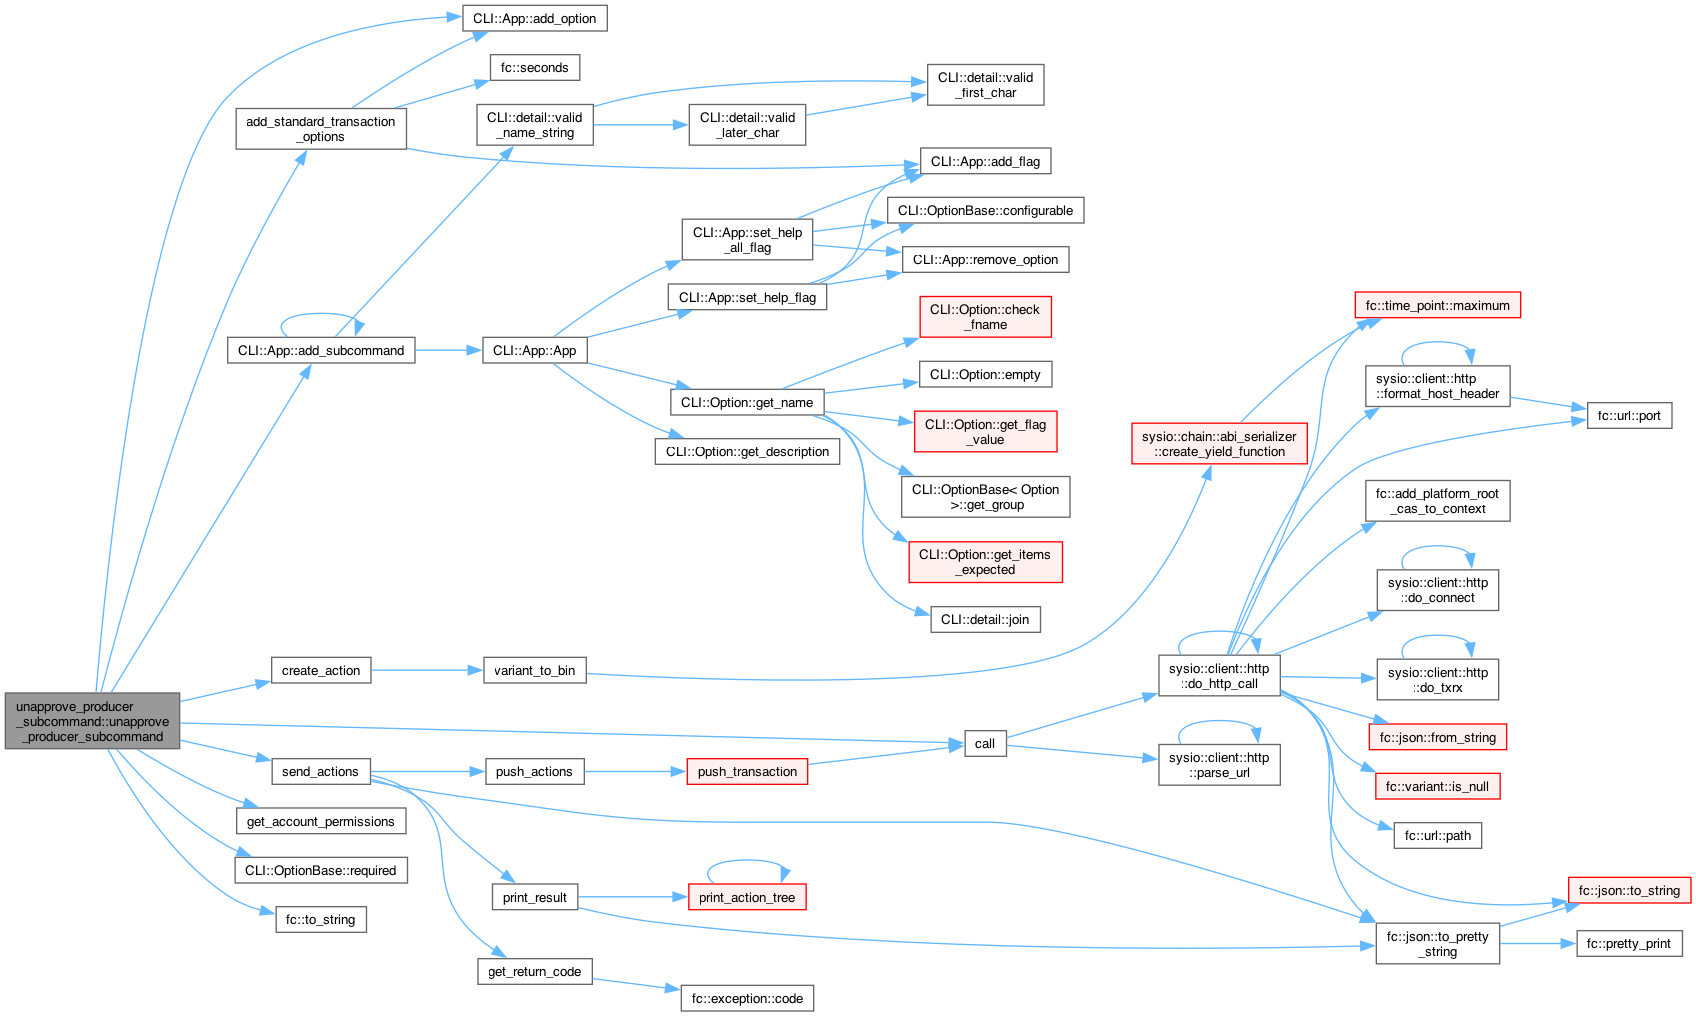 CLI::App::add_option
fc::seconds
CLI::detail::valid
_first_char
add_standard_transaction
_options
CLI::detail::valid
_name_string
CLI::detail::valid
_later_char
CLI::App::add_flag
CLI::OptionBase::configurable
CLI::App::set_help
_all_flag
CLI::App::remove_option
CLI::App::set_help_flag
CLI::Option::check
_fname
fc::time_point::maximum
CLI::App::add_subcommand
CLI::App::App
CLI::Option::empty
sysio::client::http
::format_host_header
CLI::Option::get_name
fc::url::port
CLI::Option::get_flag
_value
sysio::chain::abi_serializer
::create_yield_function
CLI::Option::get_description
CLI::OptionBase< Option
>::get_group
fc::add_platform_root
_cas_to_context
CLI::Option::get_items
_expected
sysio::client::http
::do_connect
CLI::detail::join
create_action
variant_to_bin
sysio::client::http
::do_http_call
sysio::client::http
::do_txrx
unapprove_producer
_subcommand::unapprove
_producer_subcommand
call
fc::json::from_string
send_actions
push_actions
push_transaction
sysio::client::http
::parse_url
fc::variant::is_null
get_account_permissions
fc::url::path
CLI::OptionBase::required
print_result
print_action_tree
fc::json::to_string
fc::to_string
fc::json::to_pretty
_string
fc::pretty_print
get_return_code
fc::exception::code